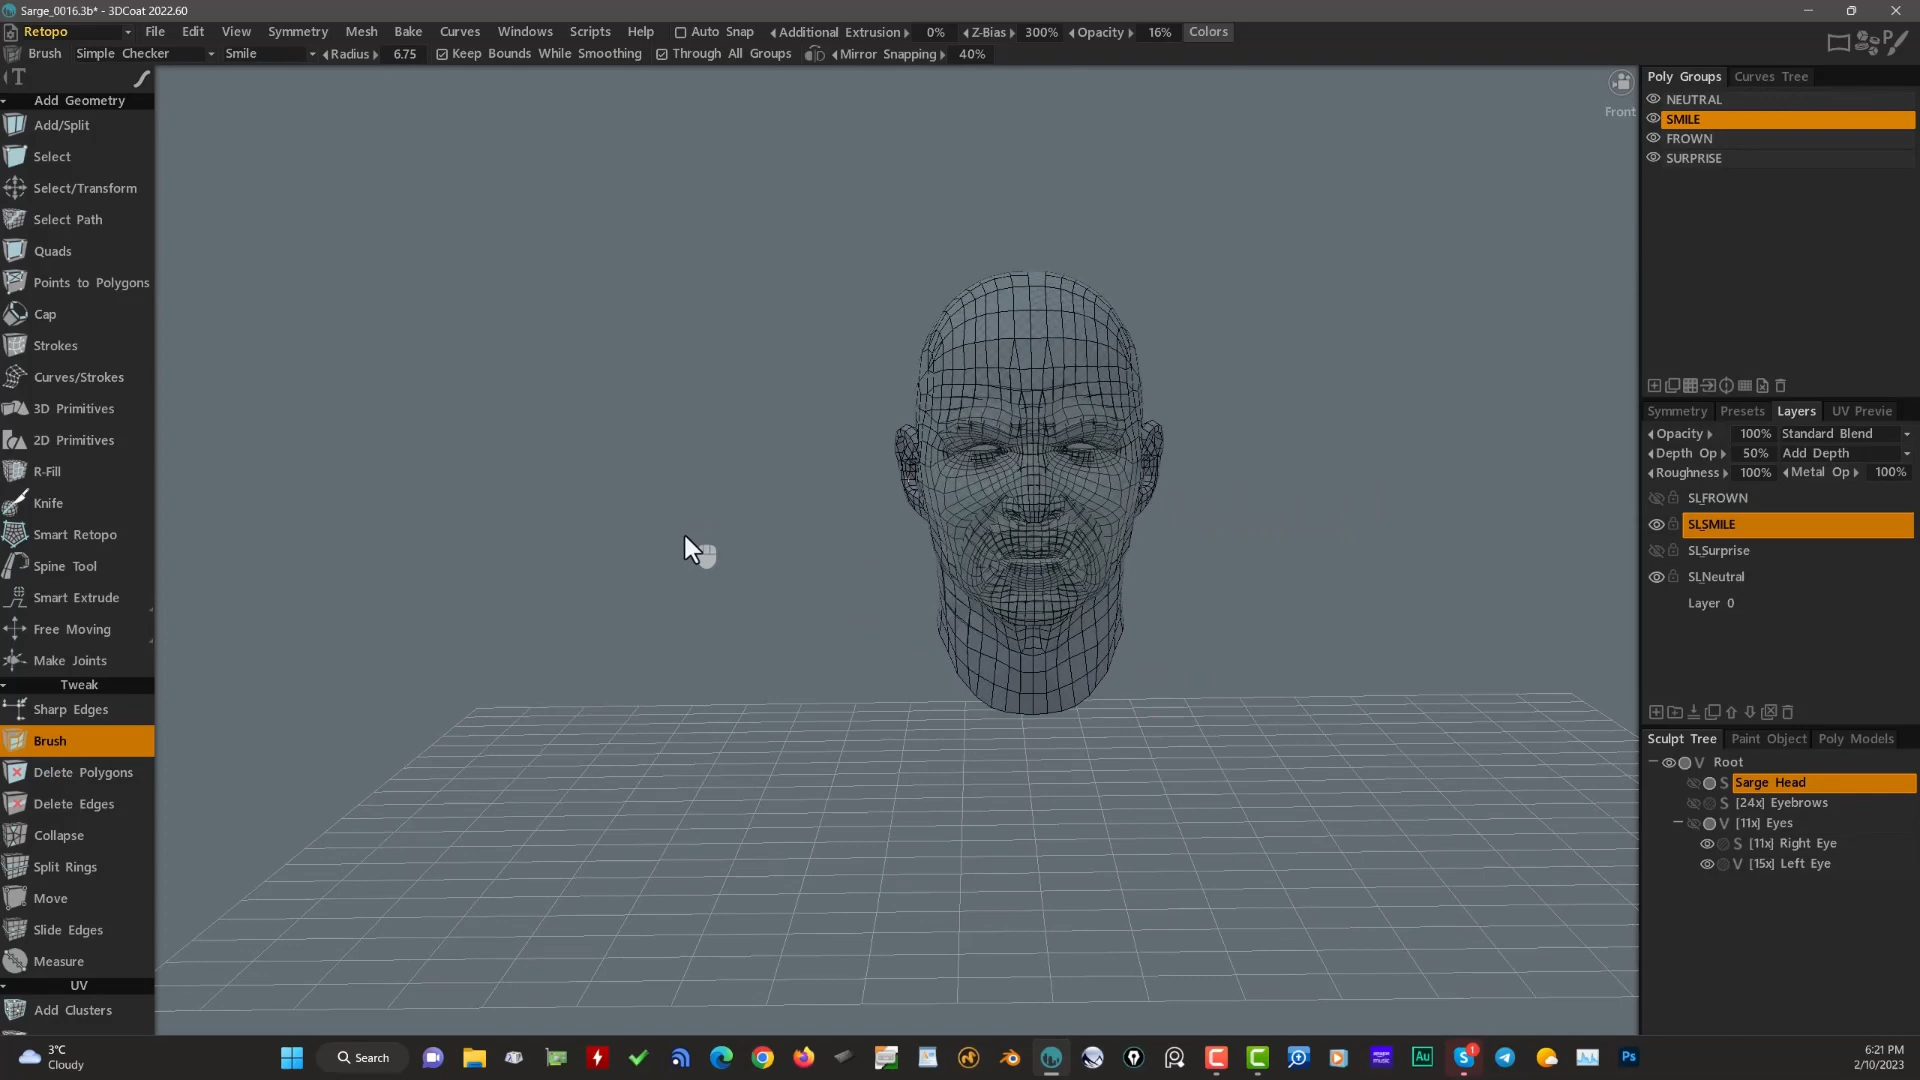 Sarge_0016.3b* - 3DCoat 2022.60
Retopo File Edit View Symmetry Mesh Bake Curves Windows Scripts Help Auto Snap Additional Extrusion 0% Z-Bias 300% Opacity 16% Colors
Brush Simple Checker Smile Radius 6.75 Keep Bounds While Smoothing Through All Groups Mirror Snapping 40%
T
Add Geometry
Add/Split
Select
Select/Transform
Select Path
Quads
Points to Polygons
Cap
Strokes
Curves/Strokes
3D Primitives
2D Primitives
R-Fill
Knife
Smart Retopo
Spine Tool
Smart Extrude
Free Moving
Make Joints
Tweak
Sharp Edges
Brush
Delete Polygons
Delete Edges
Collapse
Split Rings
Move
Slide Edges
Measure
UV
Add Clusters
Front
Poly Groups Curves Tree
NEUTRAL
SMILE
FROWN
SURPRISE
Symmetry Presets Layers UV Previe
Opacity 100% Standard Blend
Depth Op 50% Add Depth
Roughness 100% Metal Op 100%
SL_FROWN
SL_SMILE
SL_Surprise
SL_Neutral
Layer 0
Sculpt Tree Paint Object Poly Models
V Root
S Sarge Head
S [24x] Eyebrows
V [11x] Eyes
S [11x] Right Eye
V [15x] Left Eye
3°C
Cloudy
Search
1
6:21 PM
2/10/2023